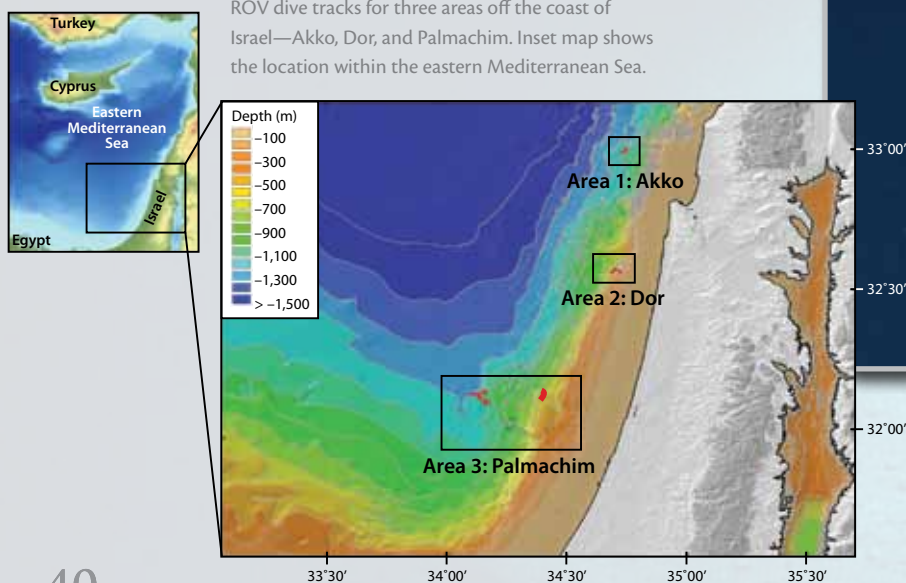 ROV dive tracks for three areas off the coast of
Israel—Akko, Dor, and Palmachim. Inset map shows
the location within the eastern Mediterranean Sea.
Turkey
Cyprus
Eastern
Mediterranean
Sea
Israel
Egypt
Depth (m)
–100
–300
–500
–700
–900
–1,100
–1,300
> –1,500
Area 1: Akko
Area 2: Dor
Area 3: Palmachim
33°00'
32°30'
32°00'
33°30'
34°00'
34°30'
35°00'
35°30'